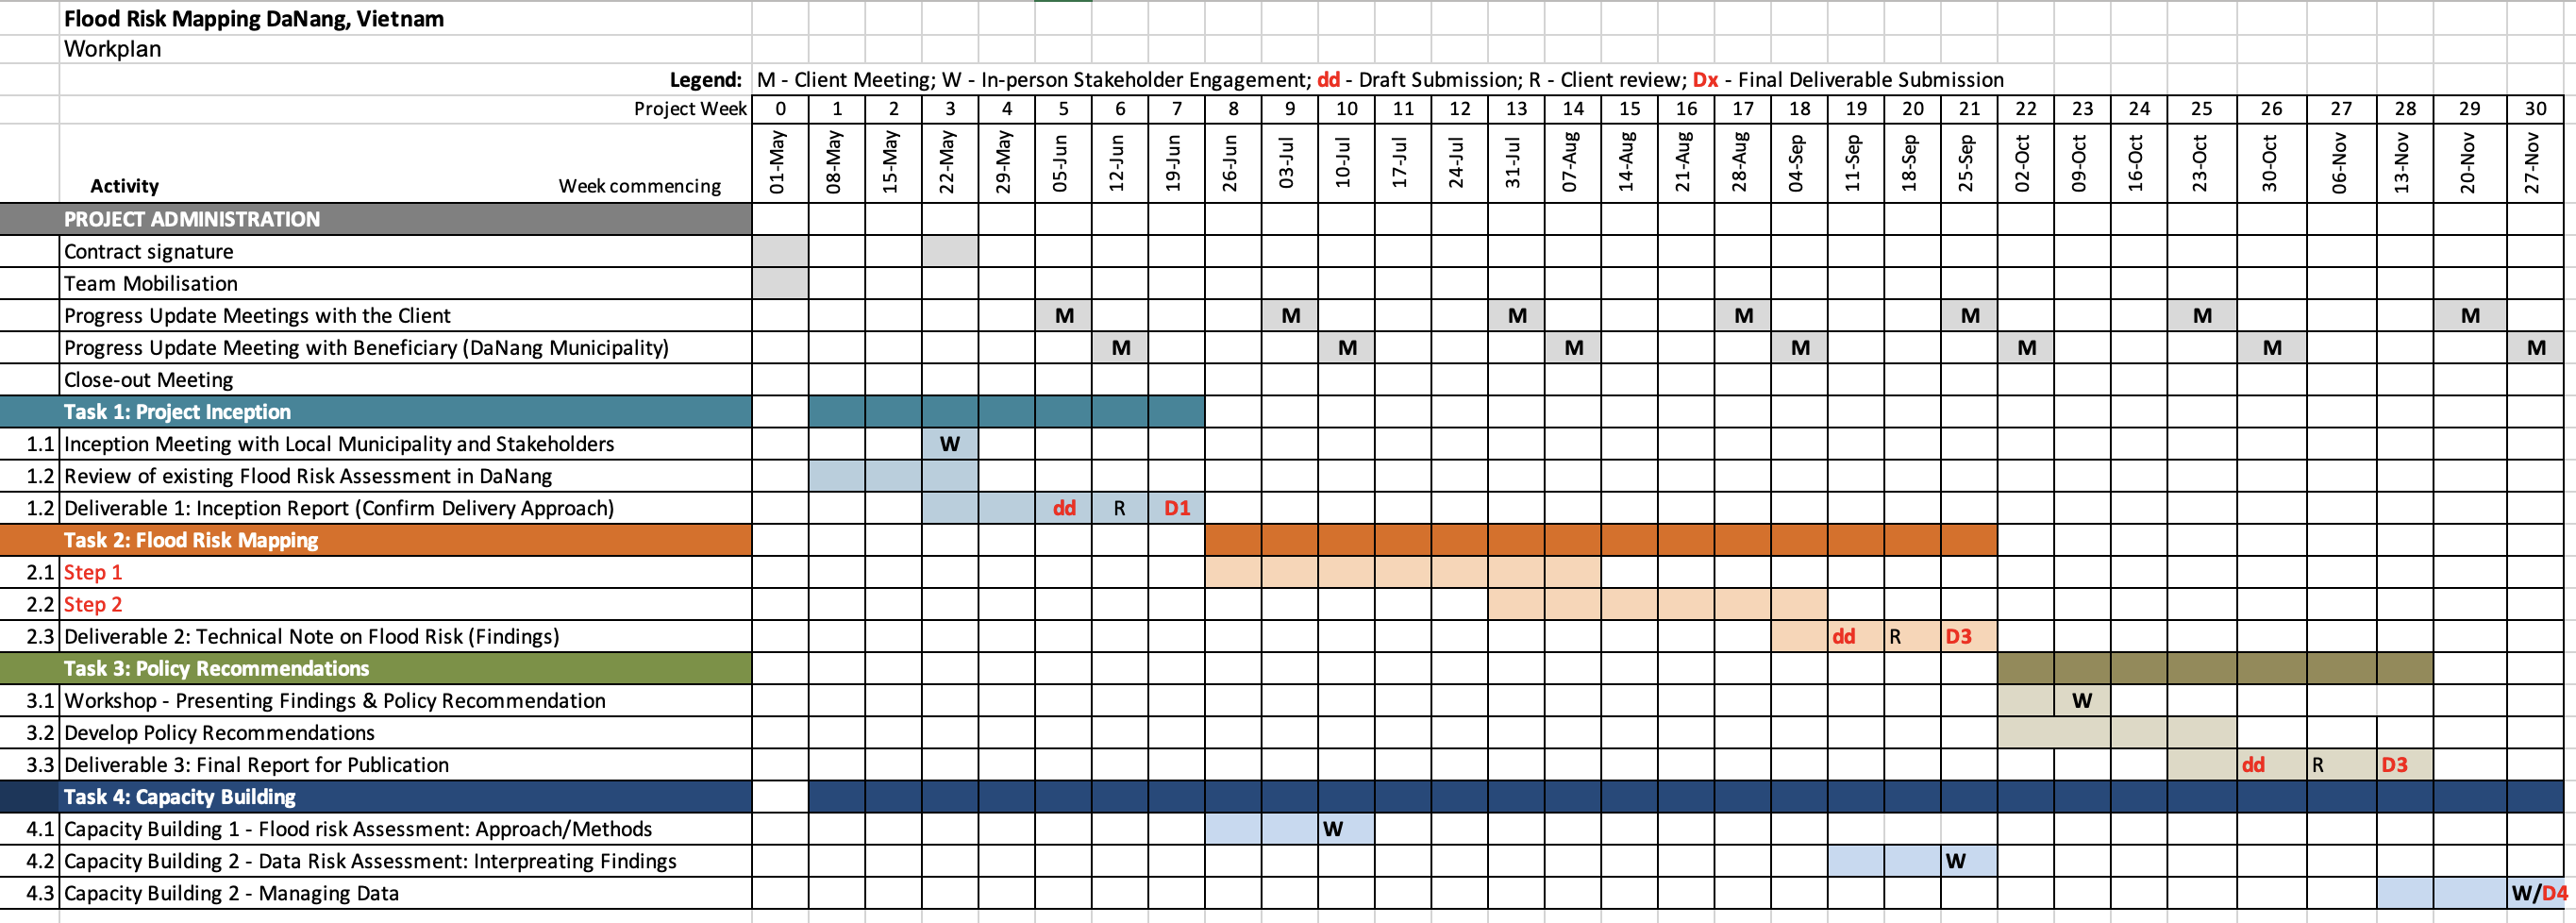 Flood Risk Mapping DaNang, Vietnam
Workplan
Legend: M - Client Meeting; W - In-person Stakeholder Engagement; dd - Draft Submission; R - Client review; Dx - Final Deliverable Submission
Project Week 0 1 2 3 4 5 6 7 8 9 10 11 12 13 14 15 16 17 18 19 20 21 22 23 24 25 26 27 28 29 30
Activity Week commencing 01-May 08-May 15-May 22-May 29-May 05-Jun 12-Jun 19-Jun 26-Jun 03-Jul 10-Jul 17-Jul 24-Jul 31-Jul 07-Aug 14-Aug 21-Aug 28-Aug 04-Sep 11-Sep 18-Sep 25-Sep 02-Oct 09-Oct 16-Oct 23-Oct 30-Oct 06-Nov 13-Nov 20-Nov 27-Nov
PROJECT ADMINISTRATION
Contract signature
Team Mobilisation
Progress Update Meetings with the Client M M M M M M M
Progress Update Meeting with Beneficiary (DaNang Municipality) M M M M M M M
Close-out Meeting
Task 1: Project Inception
1.1 Inception Meeting with Local Municipality and Stakeholders W
1.2 Review of existing Flood Risk Assessment in DaNang
1.2 Deliverable 1: Inception Report (Confirm Delivery Approach) dd R D1
Task 2: Flood Risk Mapping
2.1 Step 1
2.2 Step 2
2.3 Deliverable 2: Technical Note on Flood Risk (Findings) dd R D3
Task 3: Policy Recommendations
3.1 Workshop - Presenting Findings & Policy Recommendation W
3.2 Develop Policy Recommendations
3.3 Deliverable 3: Final Report for Publication dd R D3
Task 4: Capacity Building
4.1 Capacity Building 1 - Flood risk Assessment: Approach/Methods W
4.2 Capacity Building 2 - Data Risk Assessment: Interpreating Findings W
4.3 Capacity Building 2 - Managing Data W/D4